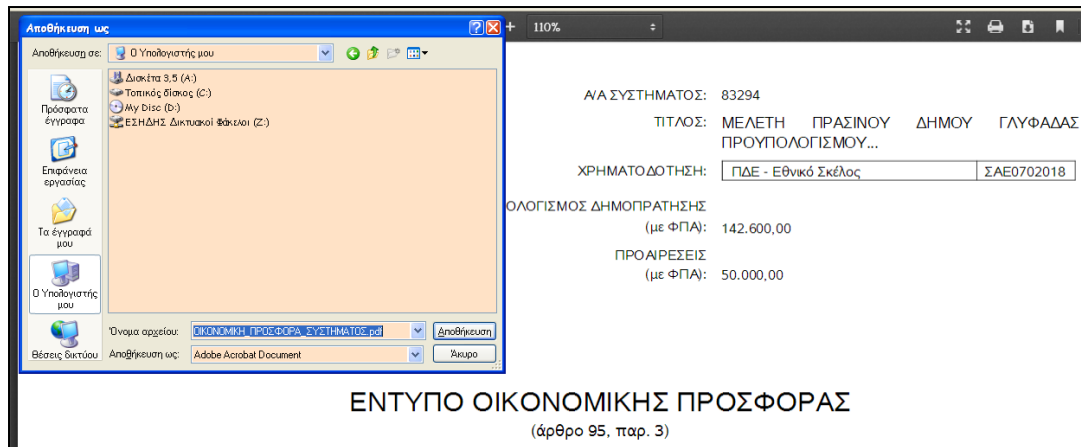 Αποθήκευση ως
110%
Αποθήκευση σε:
Ο Υπολογιστής μου
Πρόσφατα
έγγραφα
Επιφάνεια
εργασίας
Τα έγγραφά
μου
Ο Υπολογιστής
μου
Θέσεις δικτύου
Δισκέτα 3,5 (A:)
Τοπικός δίσκος (C:)
My Disc (D:)
ΕΣΗΔΗΣ Δικτυακοί Φάκελοι (Z:)
Όνομα αρχείου:
ΟΙΚΟΝΟΜΙΚΗ_ΠΡΟΣΦΟΡΑ_ΣΥΣΤΗΜΑΤΟΣ.pdf
Αποθήκευση
Αποθήκευση ως:
Adobe Acrobat Document
Άκυρο
Α/Α ΣΥΣΤΗΜΑΤΟΣ: 83294
ΤΙΤΛΟΣ: ΜΕΛΕΤΗ ΠΡΑΣΙΝΟΥ ΔΗΜΟΥ ΓΛΥΦΑΔΑΣ
ΠΡΟΥΠΟΛΟΓΙΣΜΟΥ...
ΧΡΗΜΑΤΟΔΟΤΗΣΗ: ΠΔΕ - Εθνικό Σκέλος ΣΑΕ0702018
ΟΛΟΓΙΣΜΟΣ ΔΗΜΟΠΡΑΤΗΣΗΣ
(με ΦΠΑ): 142.600,00
ΠΡΟΑΙΡΕΣΕΙΣ
(με ΦΠΑ): 50.000,00
ΕΝΤΥΠΟ ΟΙΚΟΝΟΜΙΚΗΣ ΠΡΟΣΦΟΡΑΣ
(άρθρο 95, παρ. 3)